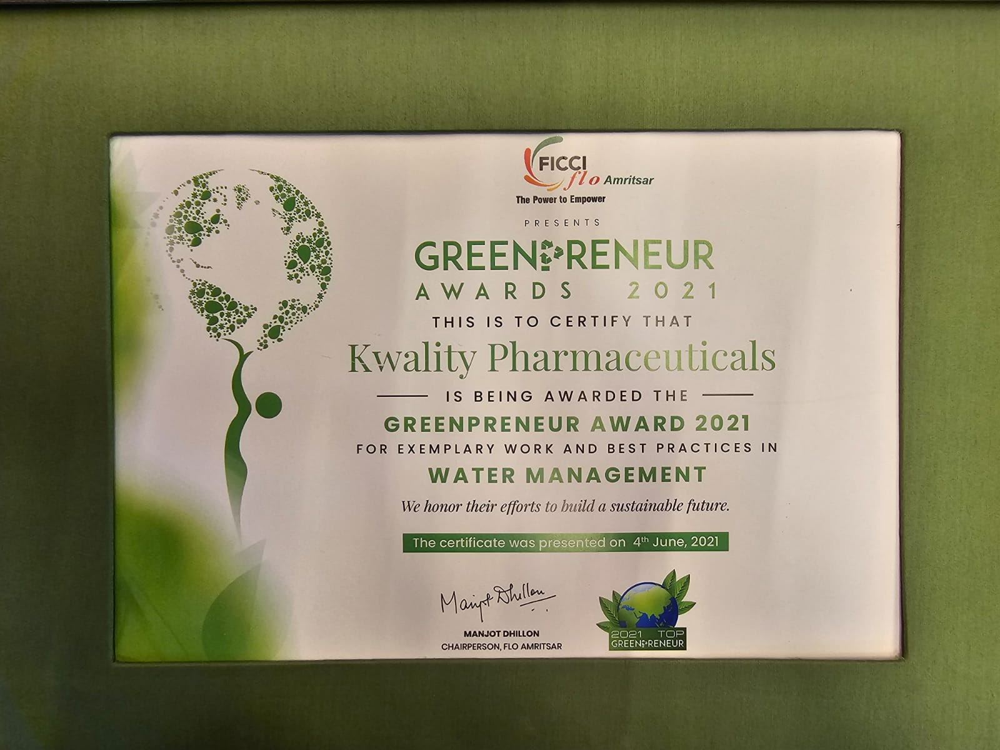 FICCI
flo Amritsar
The Power to Empower
PRESENTS
GREENPRENEUR
AWARDS 2021
THIS IS TO CERTIFY THAT
Kwality Pharmaceuticals
IS BEING AWARDED THE
GREENPRENEUR AWARD 2021
FOR EXEMPLARY WORK AND BEST PRACTICES IN
WATER MANAGEMENT
We honor their efforts to build a sustainable future.
The certificate was presented on 4th June, 2021
Manjot Dhillon
MANJOT DHILLON
CHAIRPERSON, FLO AMRITSAR
2021 TOP
GREENPRENEUR